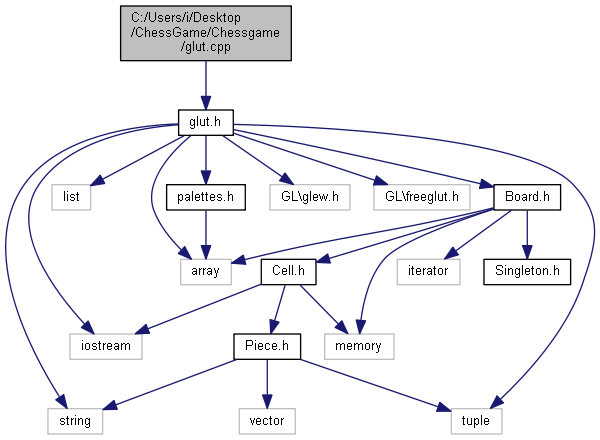 C:/Users/i/Desktop
/ChessGame/Chessgame
/glut.cpp
glut.h
list
palettes.h
GL\glew.h
GL\freeglut.h
Board.h
array
Cell.h
iterator
Singleton.h
iostream
Piece.h
memory
string
vector
tuple